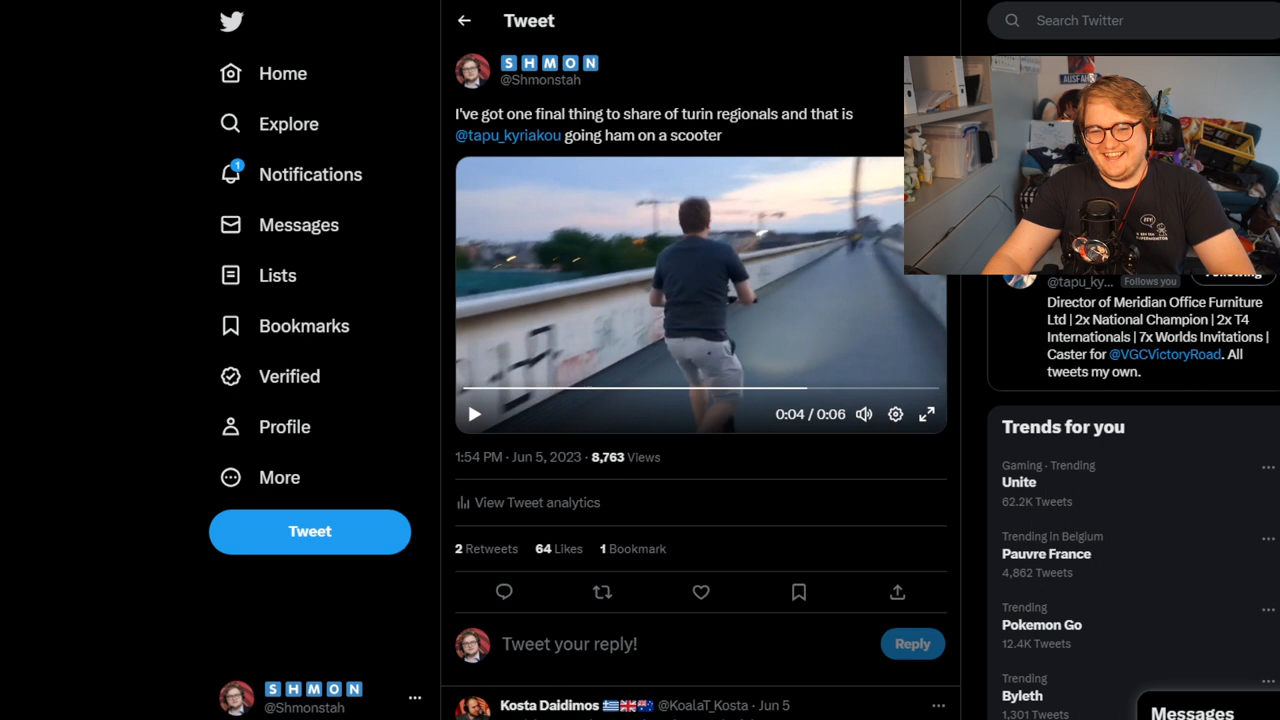 Home
Explore
1
Notifications
Messages
Lists
Bookmarks
Verified
Profile
More
Tweet
🆂 🅷 🅼 🅾 🅽
@Shmonstah
Tweet
🆂 🅷 🅼 🅾 🅽
@Shmonstah
I've got one final thing to share of turin regionals and that is
@tapu_kyriakou going ham on a scooter
0:04 / 0:06
1:54 PM · Jun 5, 2023 · 8,763 Views
View Tweet analytics
2 Retweets 64 Likes 1 Bookmark
Tweet your reply!
Reply
Kosta Daidimos 🇬🇷🇬🇧🇦🇺 @KoalaT_Kosta · Jun 5
Search Twitter
AUSFAH
Following
@tapu_ky... Follows you
Director of Meridian Office Furniture
Ltd | 2x National Champion | 2x T4
Internationals | 7x Worlds Invitations |
Caster for @VGCVictoryRoad. All
tweets my own.
Trends for you
Gaming · Trending
Unite
62.2K Tweets
Trending in Belgium
Pauvre France
4,862 Tweets
Trending
Pokemon Go
12.4K Tweets
Trending
Byleth
1,301 Tweets
Messages